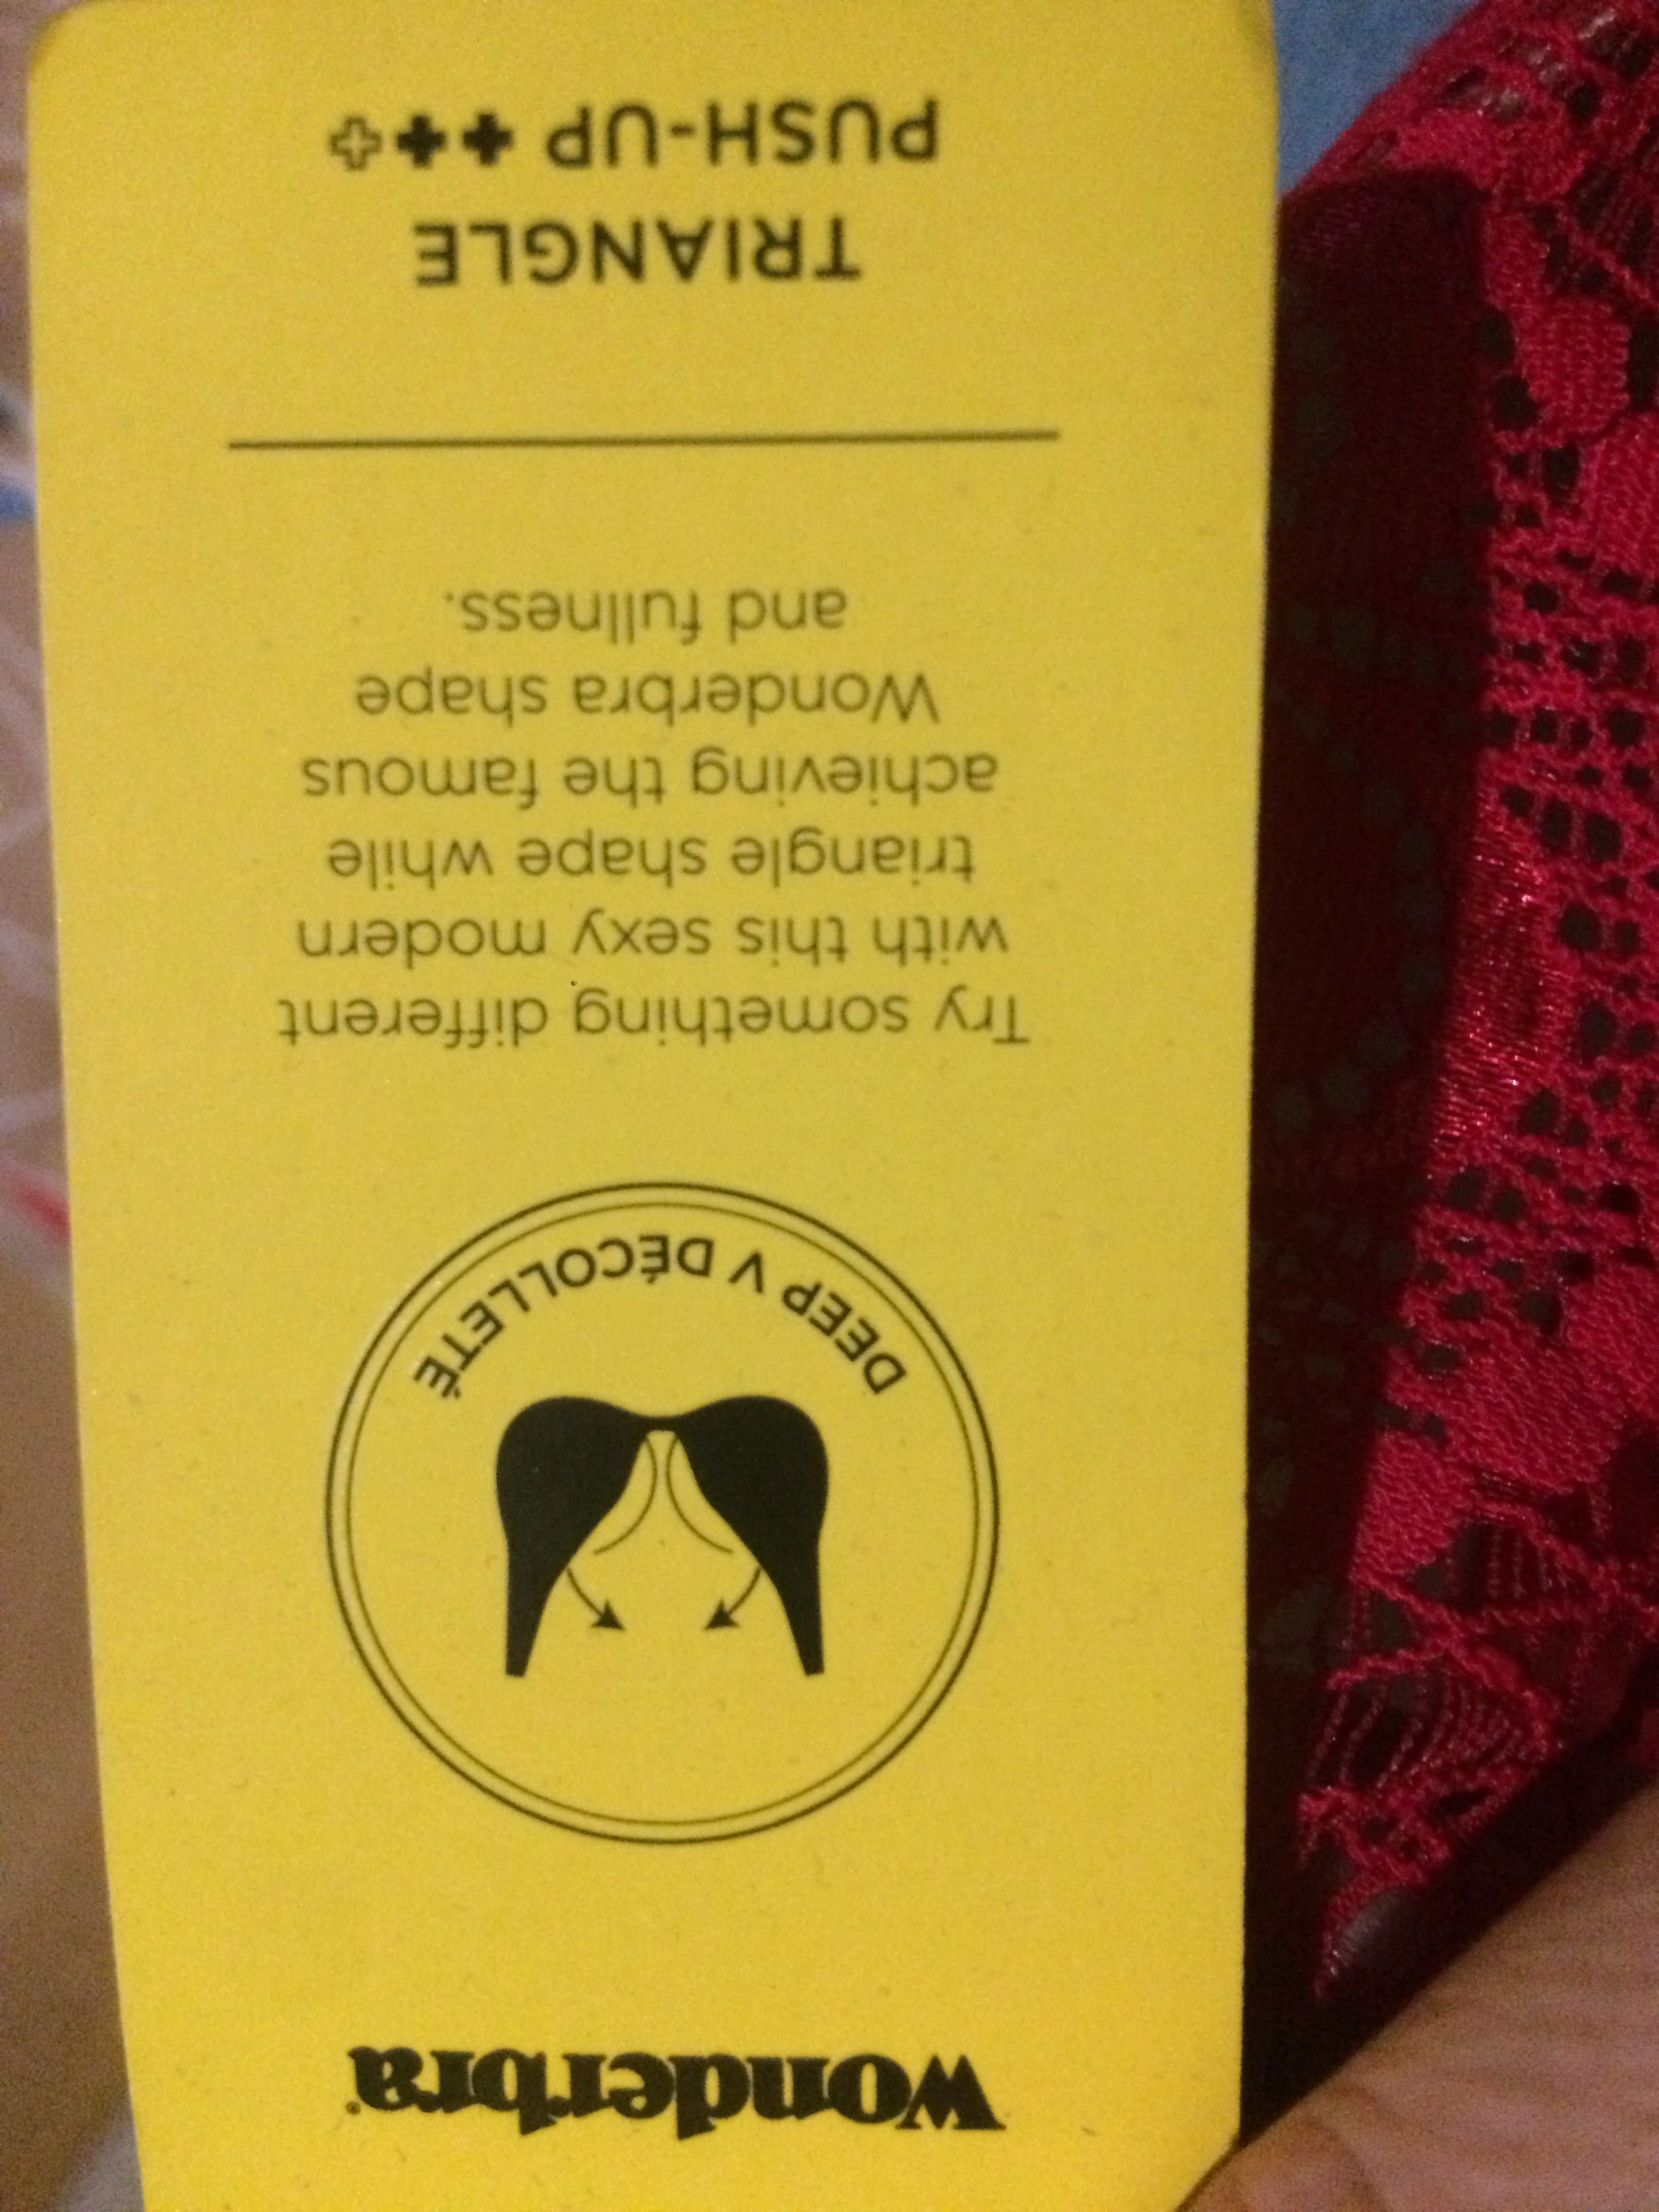 wonderbra®
DEEP V DÉCOLLETÉ
Try something different
with this sexy modern
triangle shape while
achieving the famous
Wonderbra shape
and fullness.
TRIANGLE
PUSH-UP